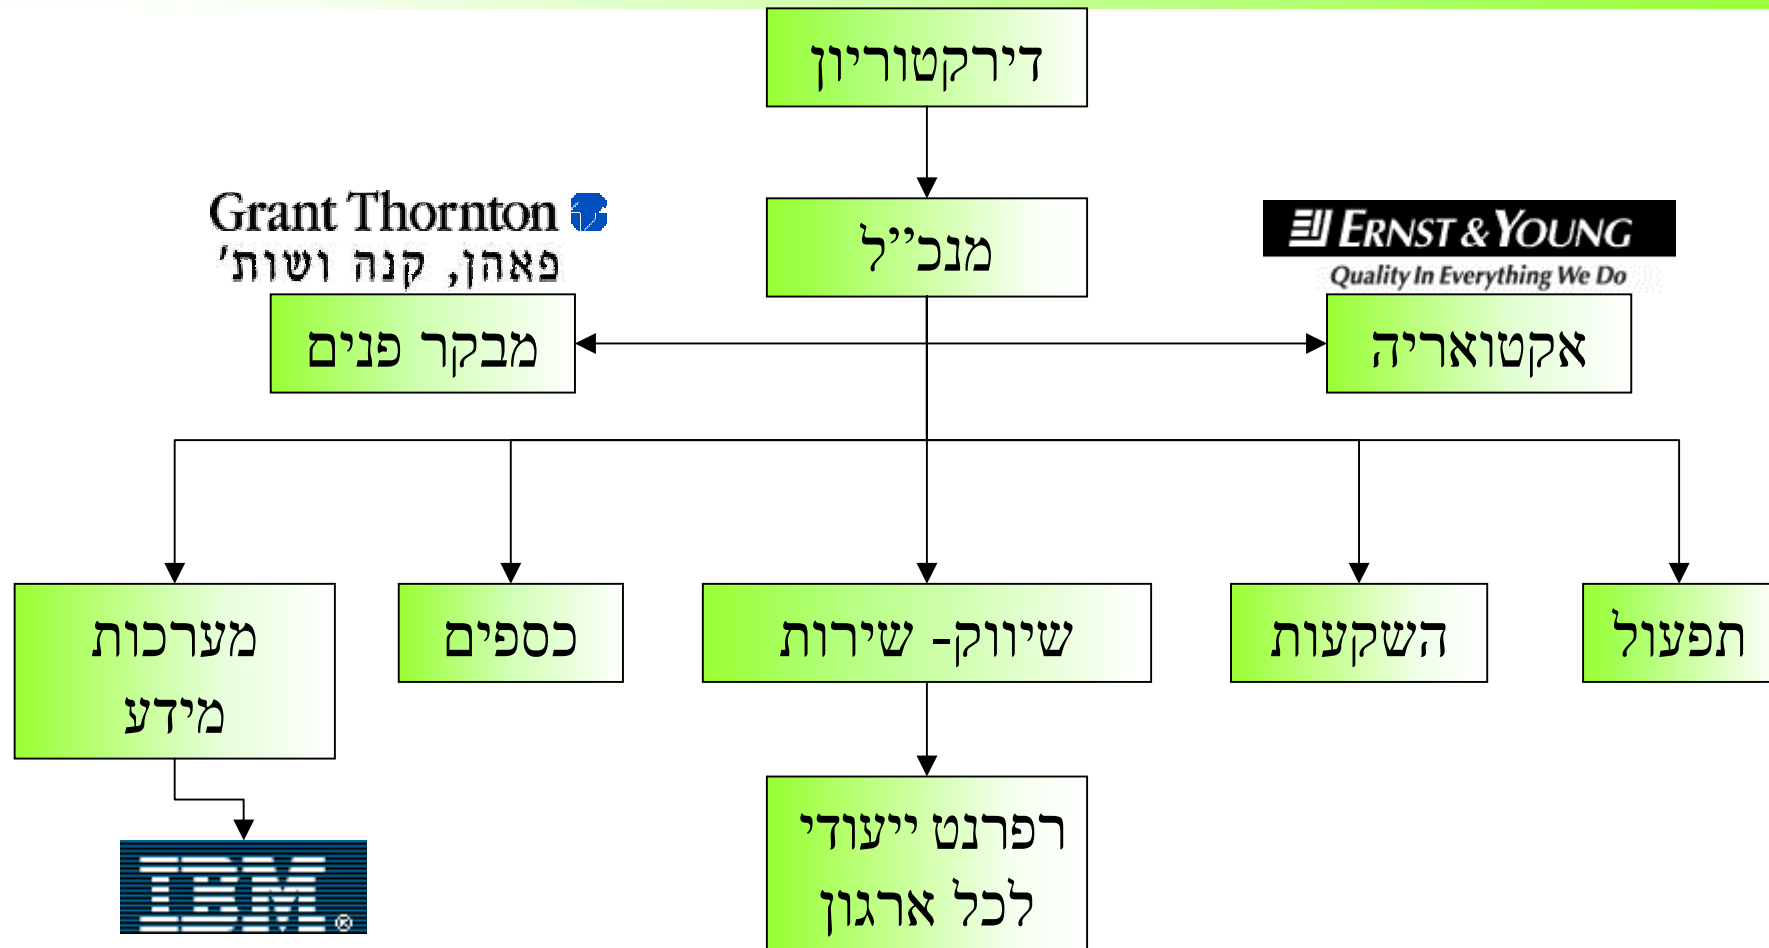 דירקטוריון
מנכ''ל
Grant Thornton
פאהן, קנה ושות'
ERNST & YOUNG
Quality In Everything We Do
מבקר פנים
אקטואריה
תפעול
השקעות
שיווק- שירות
כספים
מערכות
מידע
רפרנט ייעודי
לכל ארגון
IBM®